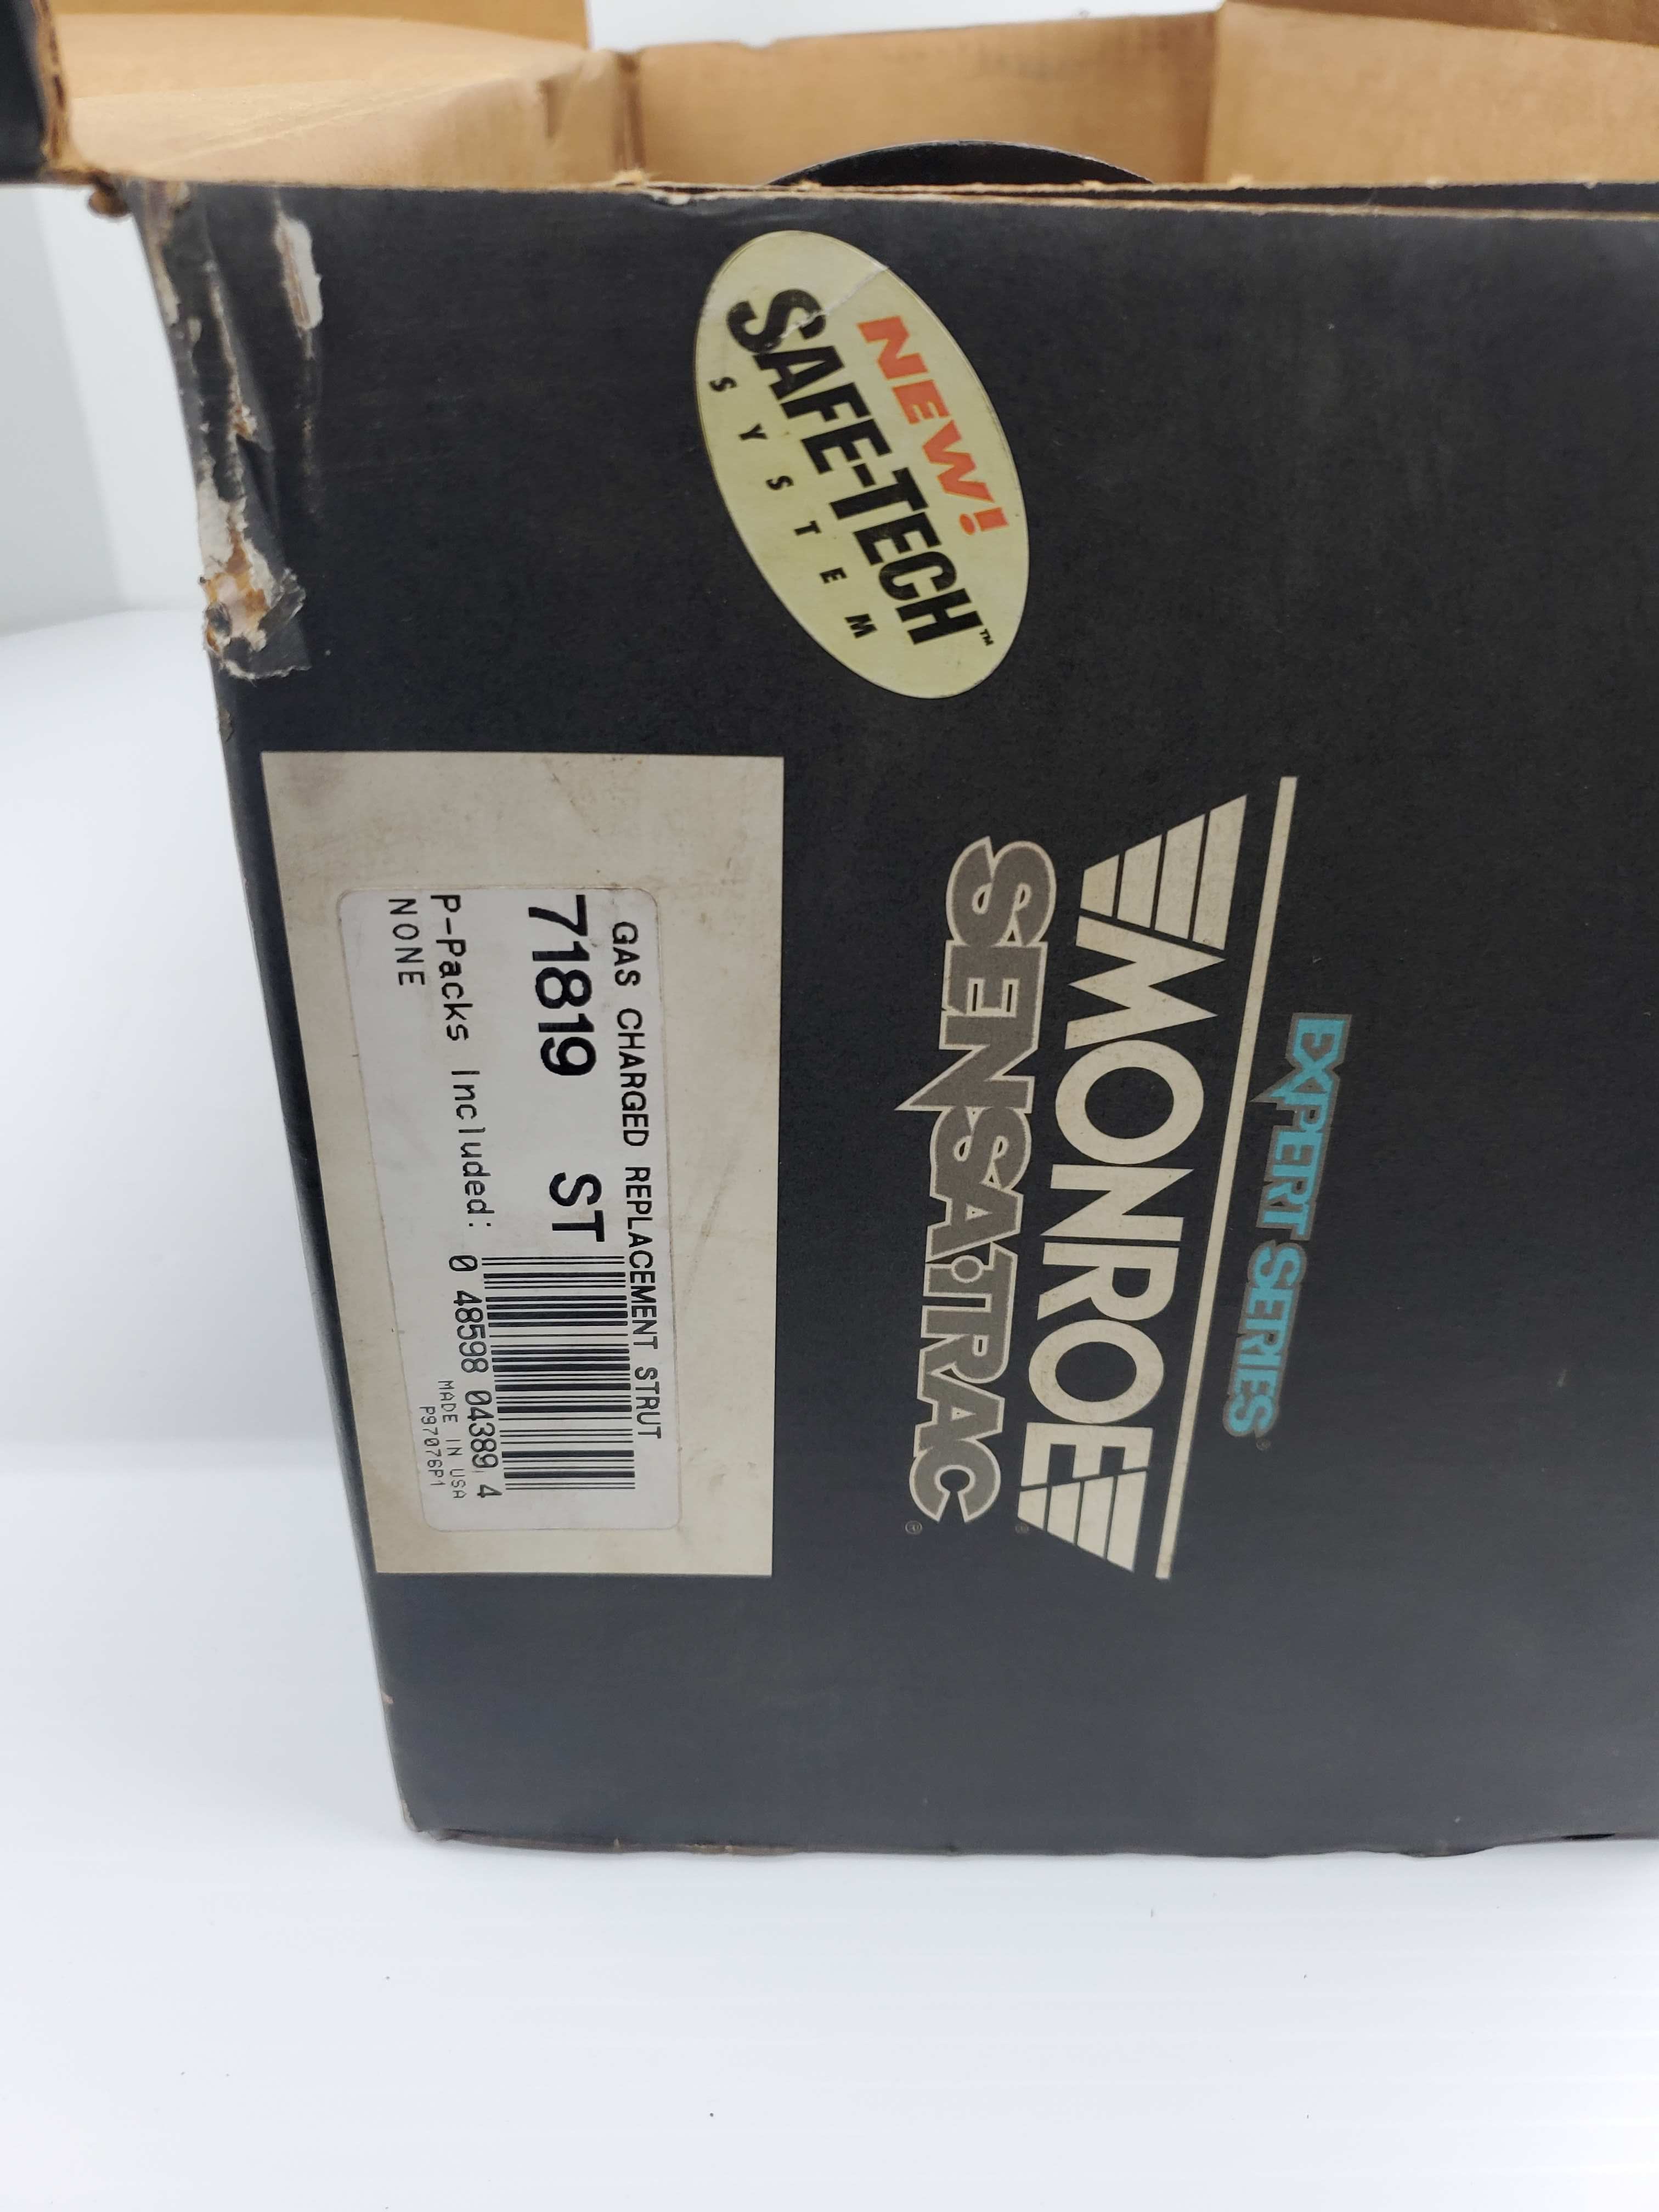 EXPERT SERIES®
MONROE®
SENSA•TRAC®
NEW!
SAFE-TECH™
SYSTEM
GAS CHARGED REPLACEMENT STRUT
71819 ST
P-Packs Included:
NONE
0 48598 04389 4
MADE IN USA
P97076P1